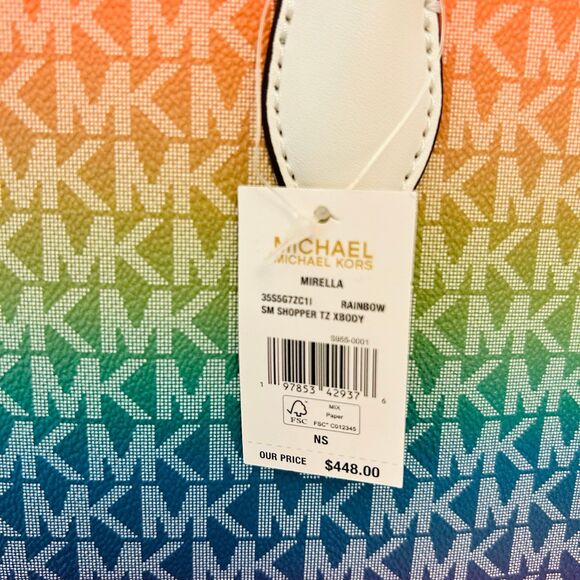 MICHAEL
MICHAEL KORS
MIRELLA
35S5G7ZC1I RAINBOW
SM SHOPPER TZ XBODY
S955-0001
1 97853 42937 6
MIX
Paper
FSC FSC® C012345
NS
OUR PRICE $448.00